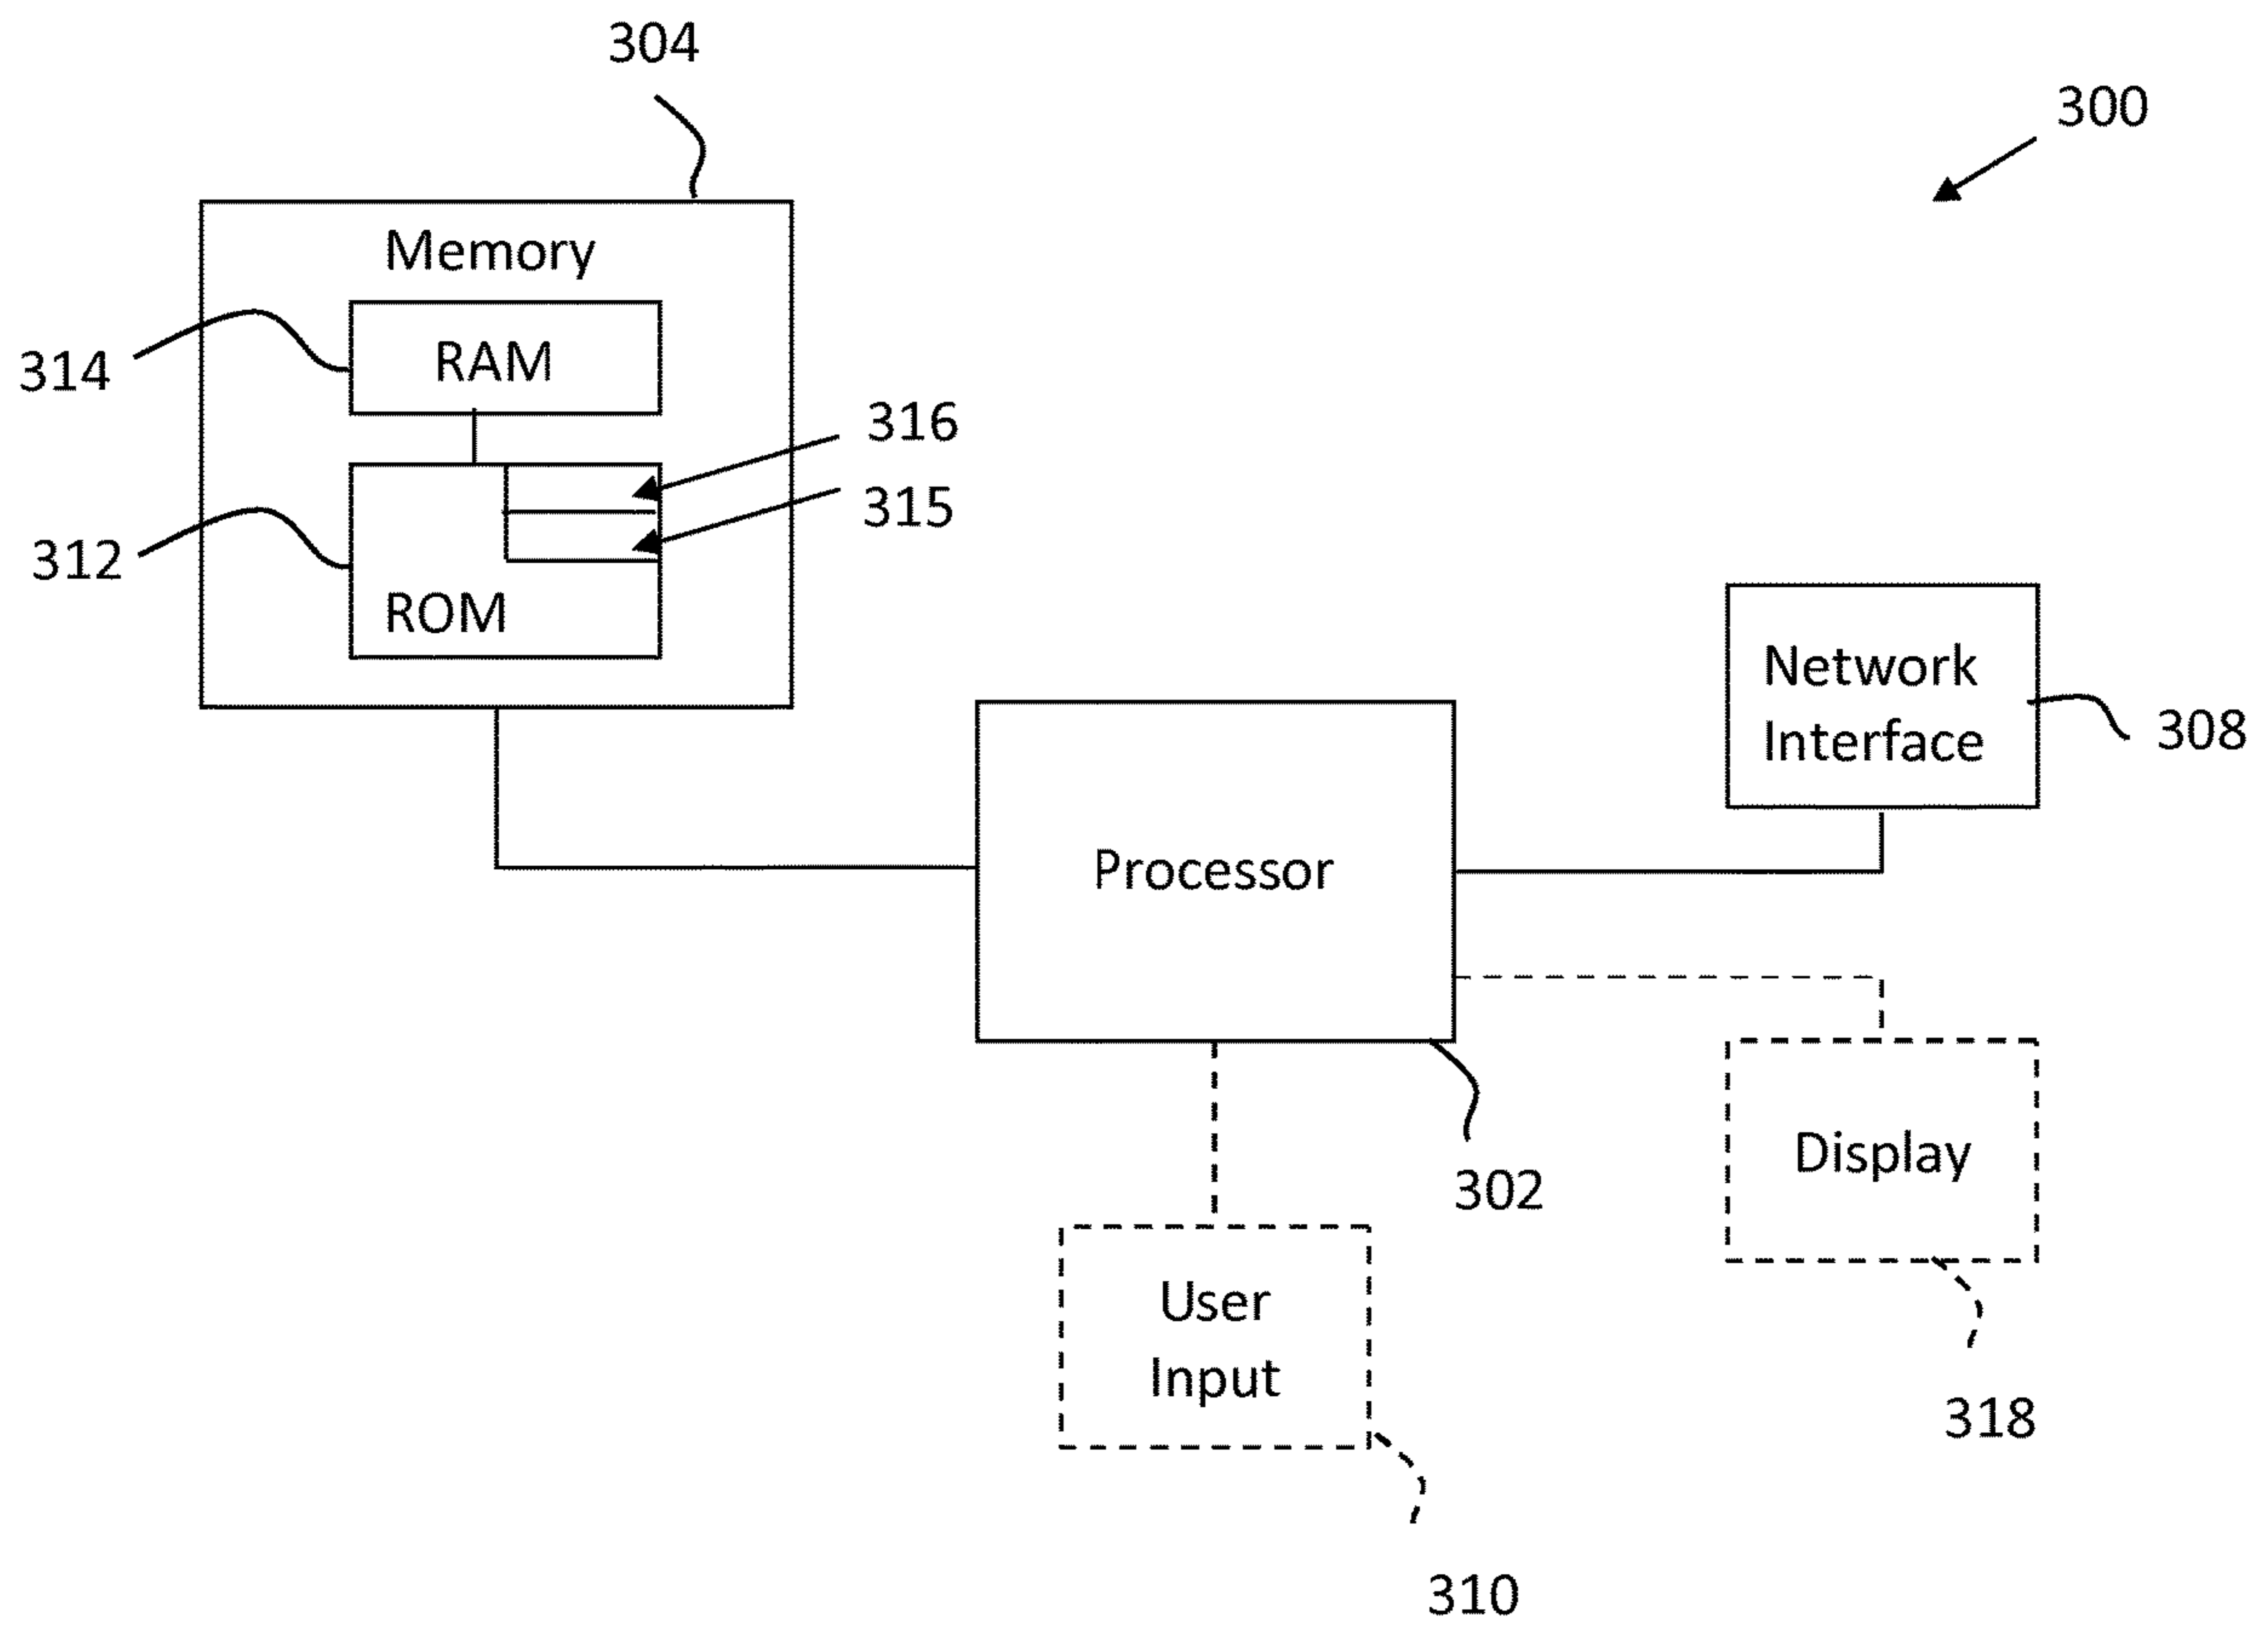 304
300
Memory
RAM
314
316
315
312
ROM
Network
Interface
308
Processor
Display
302
User
Input
318
310